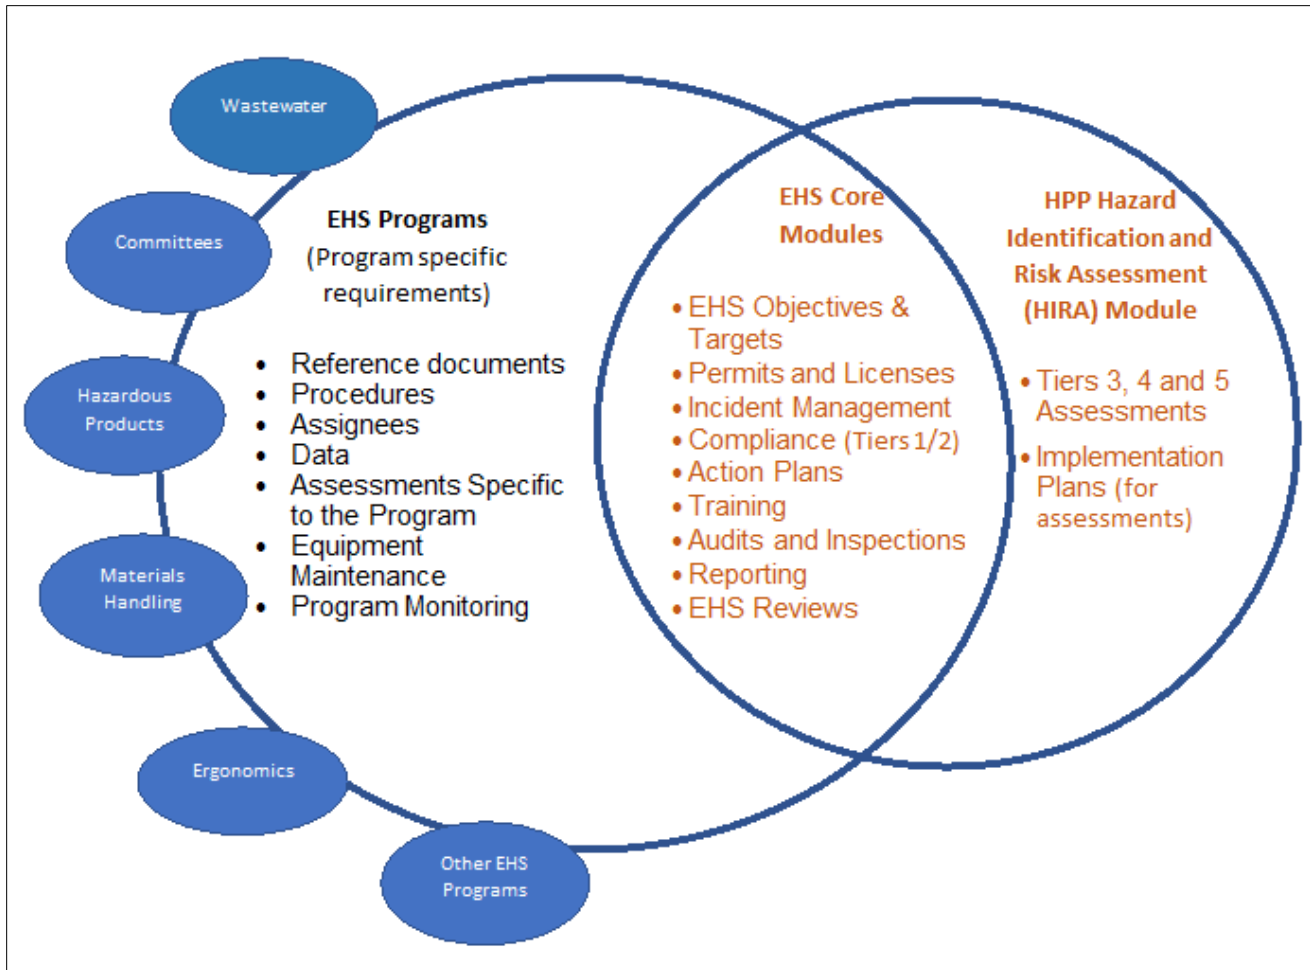 Wastewater
Committees
Hazardous
Products
Materials
Handling
Ergonomics
Other EHS
Programs
EHS Programs
(Program specific
requirements)
• Reference documents
• Procedures
• Assignees
• Data
• Assessments Specific
to the Program
• Equipment
Maintenance
• Program Monitoring
EHS Core
Modules
• EHS Objectives &
Targets
• Permits and Licenses
• Incident Management
• Compliance (Tiers 1/2)
• Action Plans
• Training
• Audits and Inspections
• Reporting
• EHS Reviews
HPP Hazard
Identification and
Risk Assessment
(HIRA) Module
• Tiers 3, 4 and 5
Assessments
• Implementation
Plans (for
assessments)